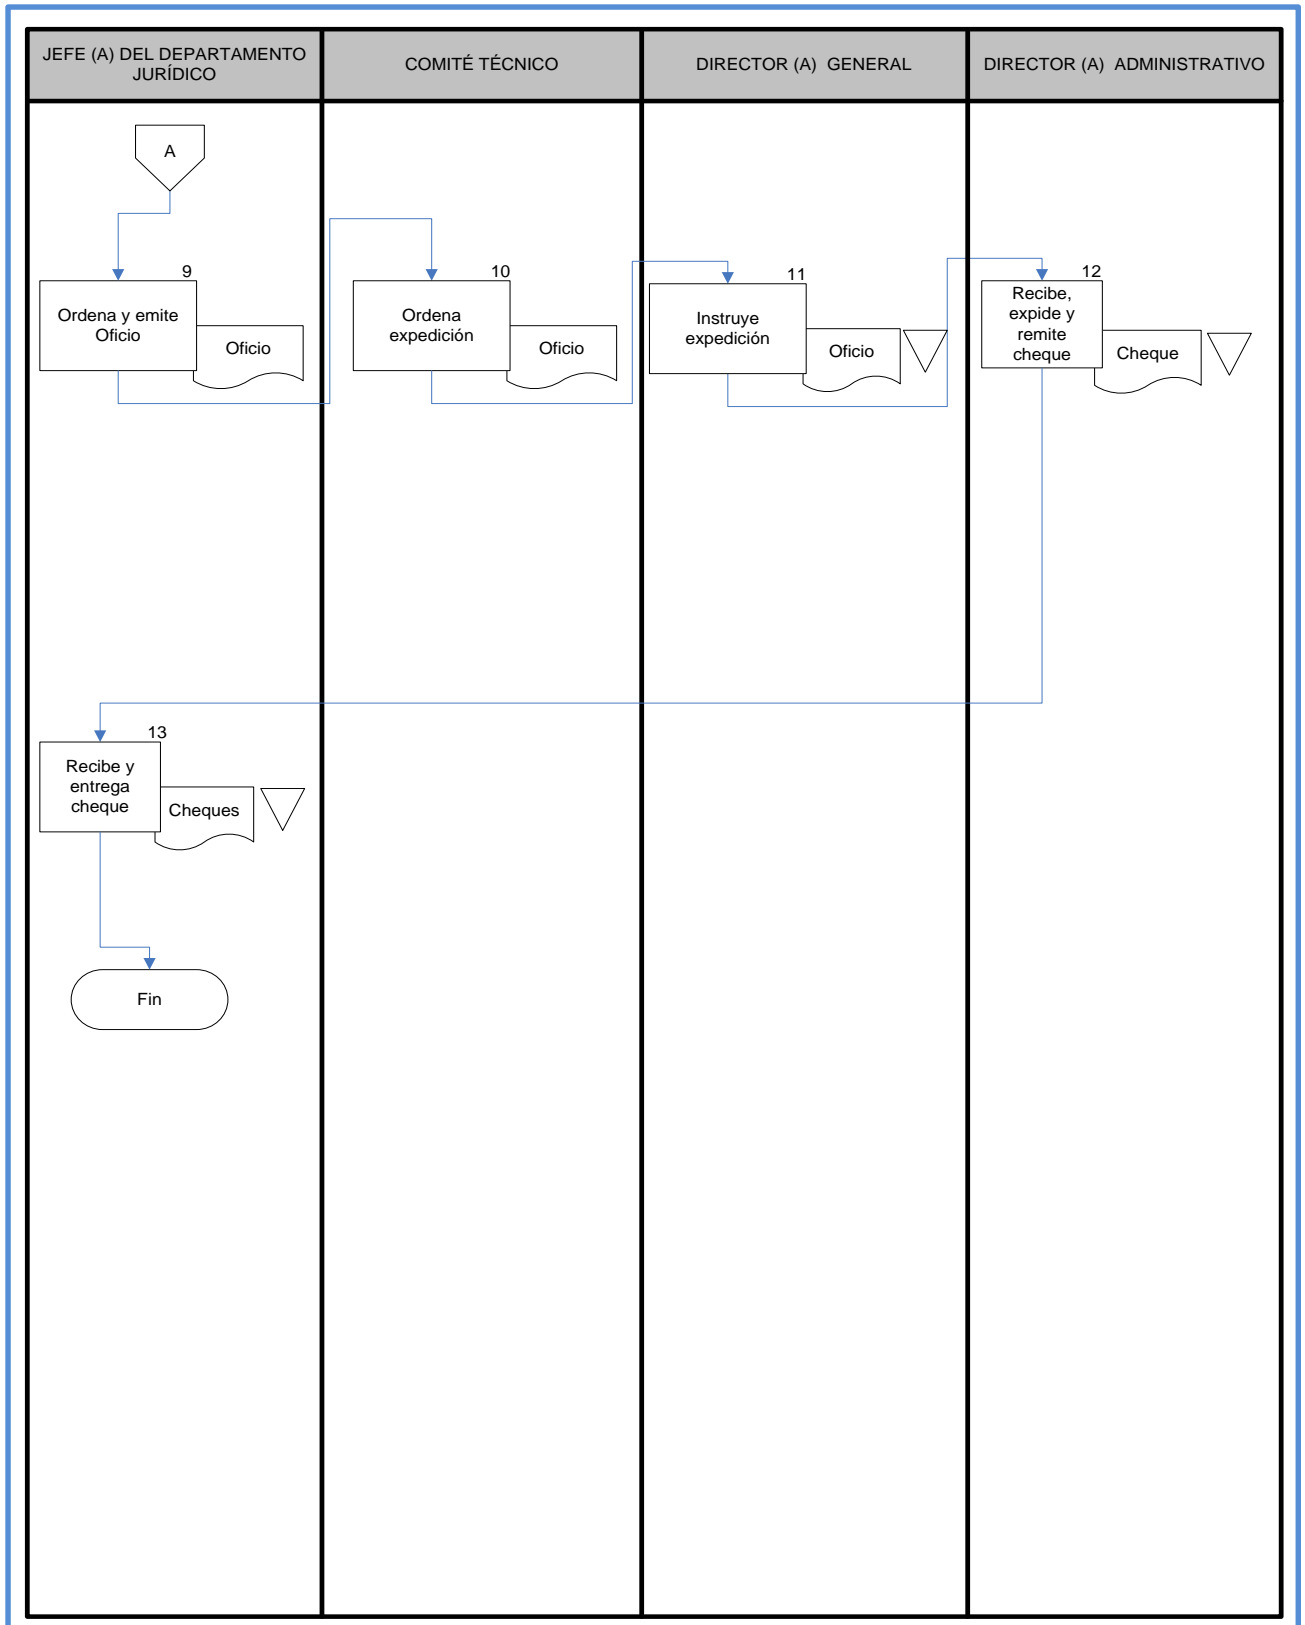 JEFE (A) DEL DEPARTAMENTO
JURÍDICO
COMITÉ TÉCNICO
DIRECTOR (A) GENERAL
DIRECTOR (A) ADMINISTRATIVO
A
9
Ordena y emite
Oficio
Oficio
10
Ordena
expedición
Oficio
11
Instruye
expedición
Oficio
12
Recibe,
expide y
remite
cheque
Cheque
13
Recibe y
entrega
cheque
Cheques
Fin